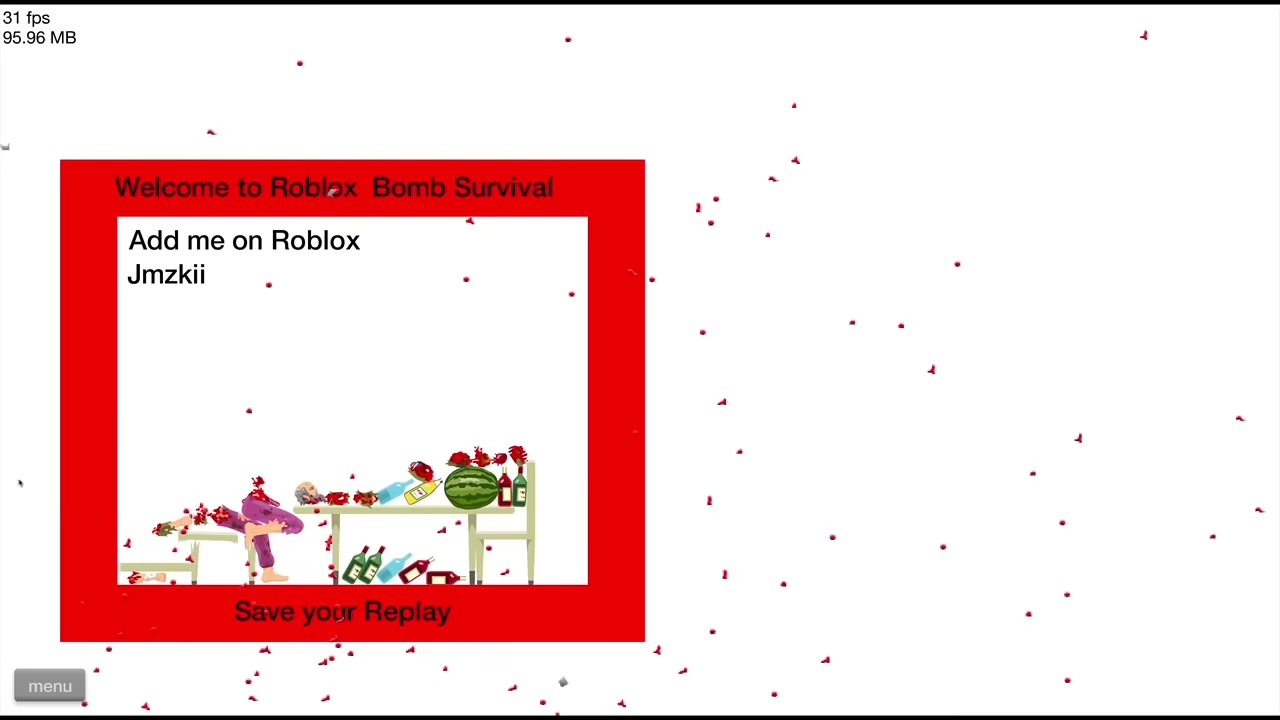 31 fps
95.96 MB
Welcome to Roblox  Bomb Survival
Add me on Roblox
Jmzkii
Save your Replay
menu